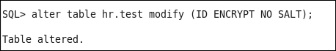 SQL> alter table hr.test modify (ID ENCRYPT NO SALT);
Table altered.